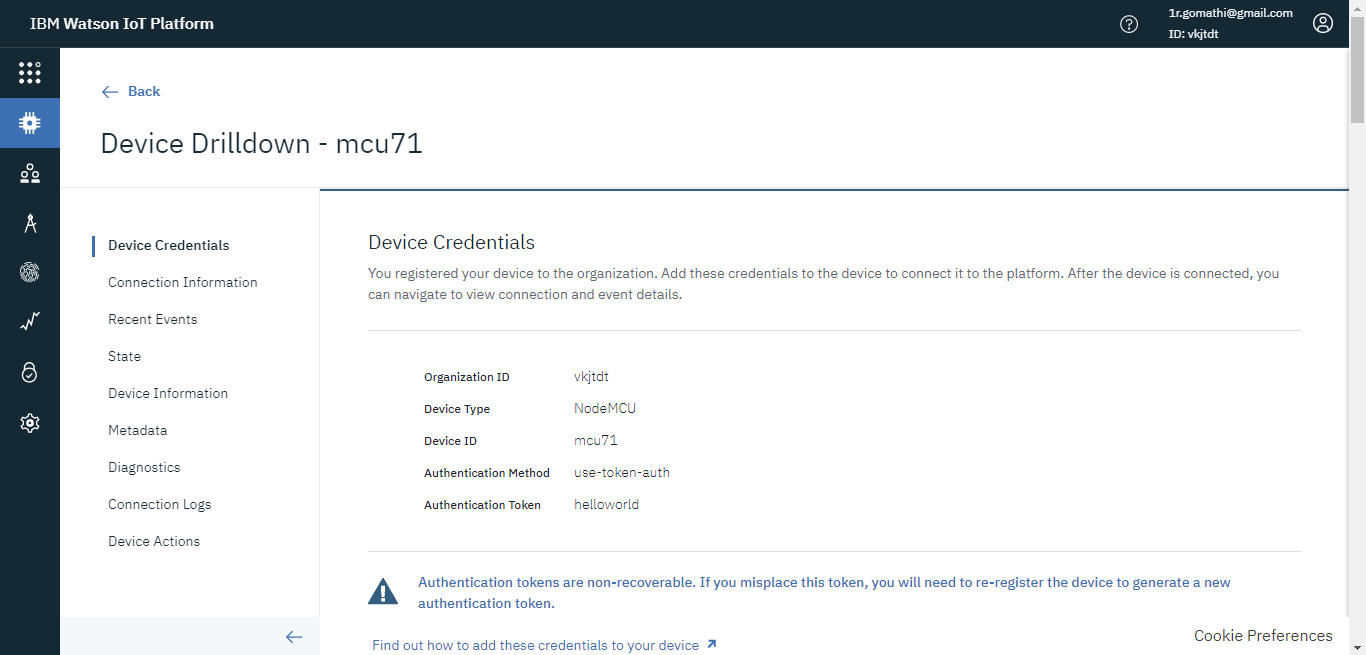 IBM Watson IoT Platform
1r.gomathi@gmail.com
ID: vkjtdt
Back
Device Drilldown - mcu71
Device Credentials
Connection Information
Recent Events
State
Device Information
Metadata
Diagnostics
Connection Logs
Device Actions
Device Credentials
You registered your device to the organization. Add these credentials to the device to connect it to the platform. After the device is connected, you
can navigate to view connection and event details.
Organization ID vkjtdt
Device Type NodeMCU
Device ID mcu71
Authentication Method use-token-auth
Authentication Token helloworld
Authentication tokens are non-recoverable. If you misplace this token, you will need to re-register the device to generate a new
authentication token.
Find out how to add these credentials to your device
Cookie Preferences